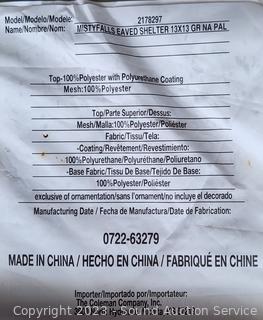 Model/Modelo/Modele: 2178297
Name/Nombre/Nom: MISTYFALLS EAVED SHELTER 13X13 GR NA PAL
Top-100%Polyester with Polyurethane Coating
Mesh:100%Polyester
Top/Parte Superior/Dessus:
Mesh/Malla:100%Polyester/Poliéster
Fabric/Tissu/Tela:
-Coating/Revêtement/Revestimiento:
100%Polyurethane/Polyuréthane/Poliuretano
-Base Fabric/Tissu De Base/Tejido De Base:
100%Polyester/Poliéster
exclusive of ornamentation/sans l'ornament/no incluye el decorado
Manufacturing Date / Fecha de Manufactura/Date de Fabrication:
0722-63279
MADE IN CHINA / HECHO EN CHINA / FABRIQUÉ EN CHINE
Importer/Importado por/Importateur:
The Coleman Company, Inc.
Copyright 2023 K-Sound Auction Service